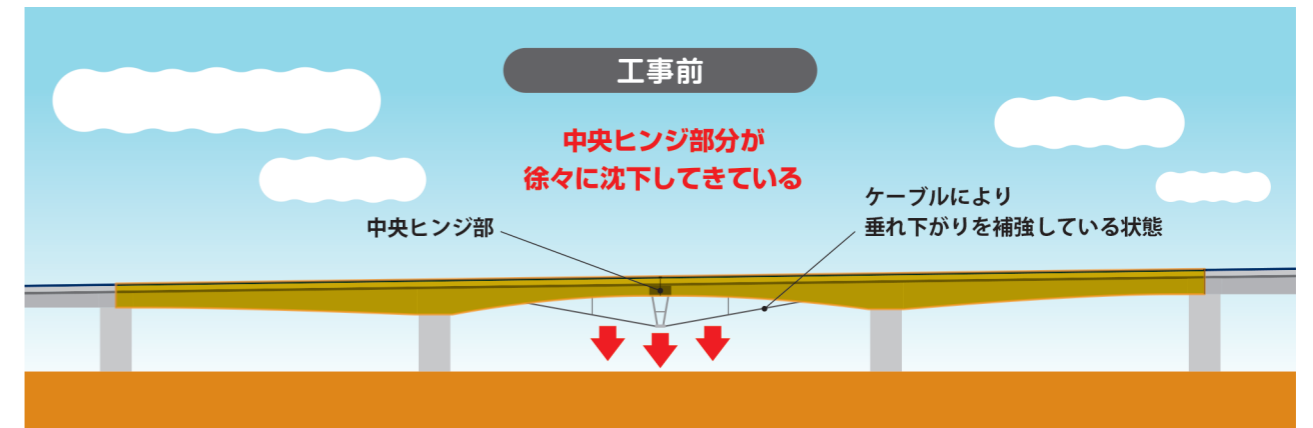 工事前
中央ヒンジ部分が
徐々に沈下してきている
ケーブルにより
垂れ下がりを補強している状態
中央ヒンジ部